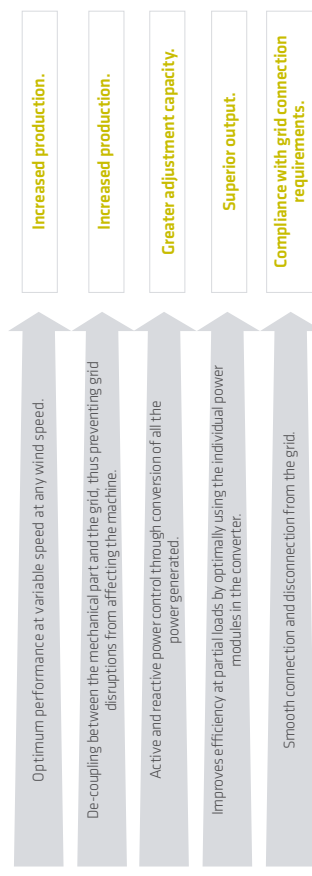 Optimum performance at variable speed at any wind speed.
Increased production.
De-coupling between the mechanical part and the grid, thus preventing grid
disruptions from affecting the machine.
Increased production.
Active and reactive power control through conversion of all the
power generated.
Greater adjustment capacity.
Improves efficiency at partial loads by optimally using the individual power
modules in the converter.
Superior output.
Smooth connection and disconnection from the grid.
Compliance with grid connection
requirements.